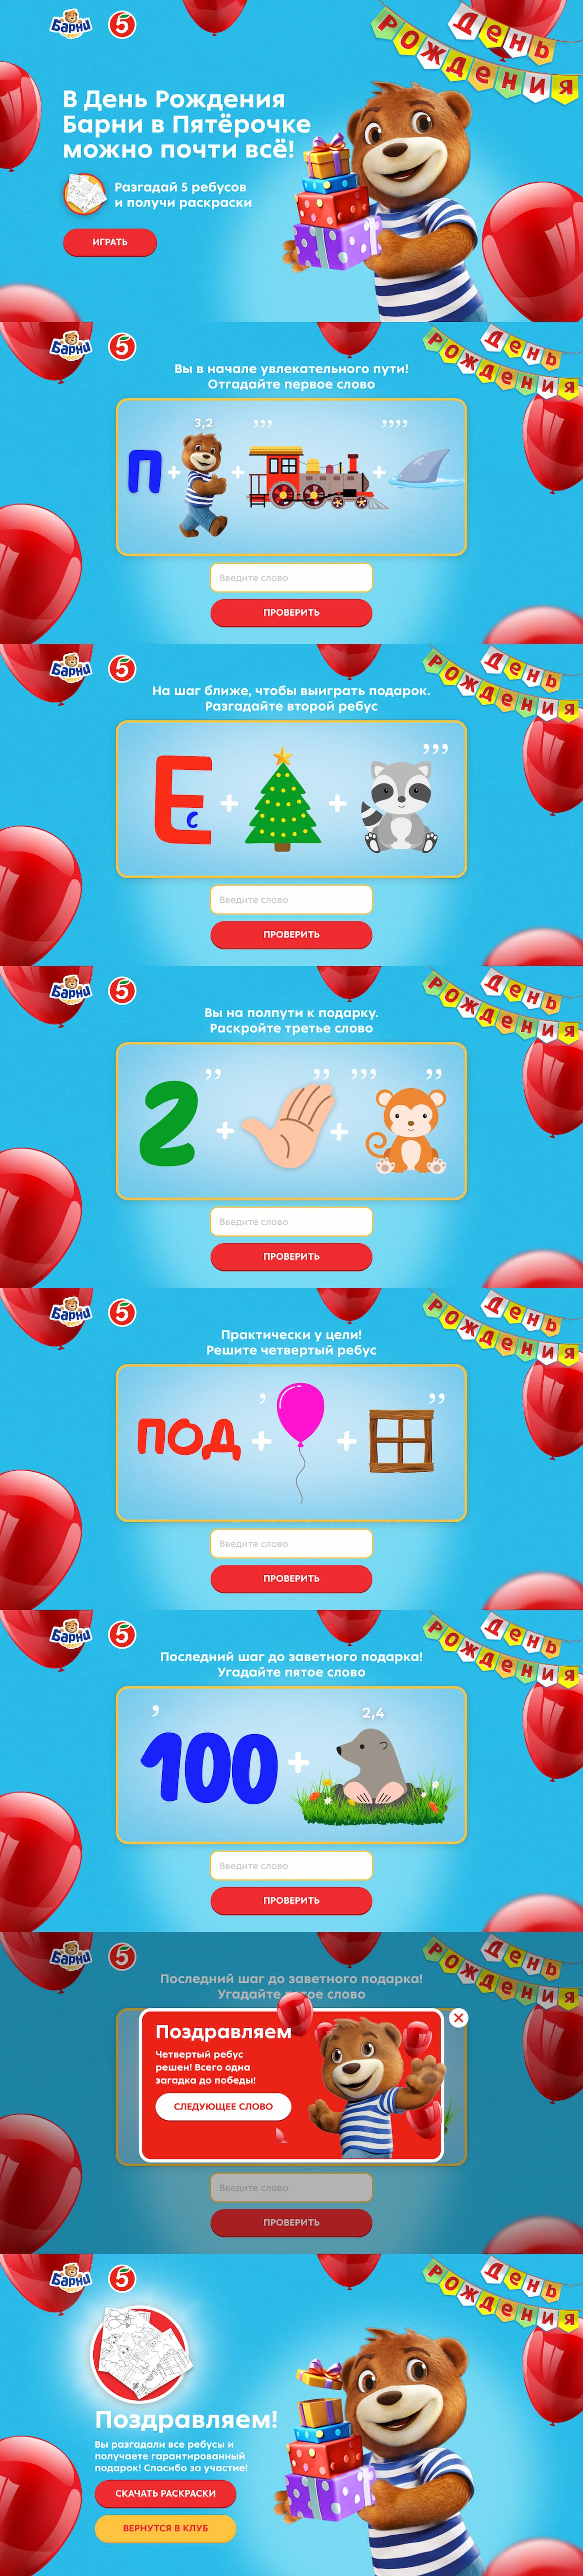 Барни
5
День
Рождения
В День Рождения
Барни в Пятёрочке
можно почти всё!
Разгадай 5 ребусов
и получи раскраски
ИГРАТЬ
Барни
5
День
Рождения
Вы в начале увлекательного пути!
Отгадайте первое слово
3,2
,,,
,,,,
П
+
+
+
Введите слово
ПРОВЕРИТЬ
Барни
5
День
Рождения
На шаг ближе, чтобы выиграть подарок.
Разгадайте второй ребус
,,,
Е
с
+
+
Введите слово
ПРОВЕРИТЬ
Барни
5
День
Рождения
Вы на полпути к подарку.
Раскройте третье слово
,,
,,
,,,
,,
2
+
+
Введите слово
ПРОВЕРИТЬ
Барни
5
День
Рождения
Практически у цели!
Решите четвертый ребус
,
,,
ПОД
+
+
Введите слово
ПРОВЕРИТЬ
Барни
5
День
Рождения
Последний шаг до заветного подарка!
Угадайте пятое слово
,
2,4
100
+
Введите слово
ПРОВЕРИТЬ
Барни
5
День
Рождения
Последний шаг до заветного подарка!
Угадайте пятое слово
Поздравляем
Четвертый ребус
решен! Всего одна
загадка до победы!
СЛЕДУЮЩЕЕ СЛОВО
Введите слово
ПРОВЕРИТЬ
Барни
5
День
Рождения
Поздравляем!
Вы разгадали все ребусы и
получаете гарантированный
подарок! Спасибо за участие!
СКАЧАТЬ РАСКРАСКИ
ВЕРНУТСЯ В КЛУБ